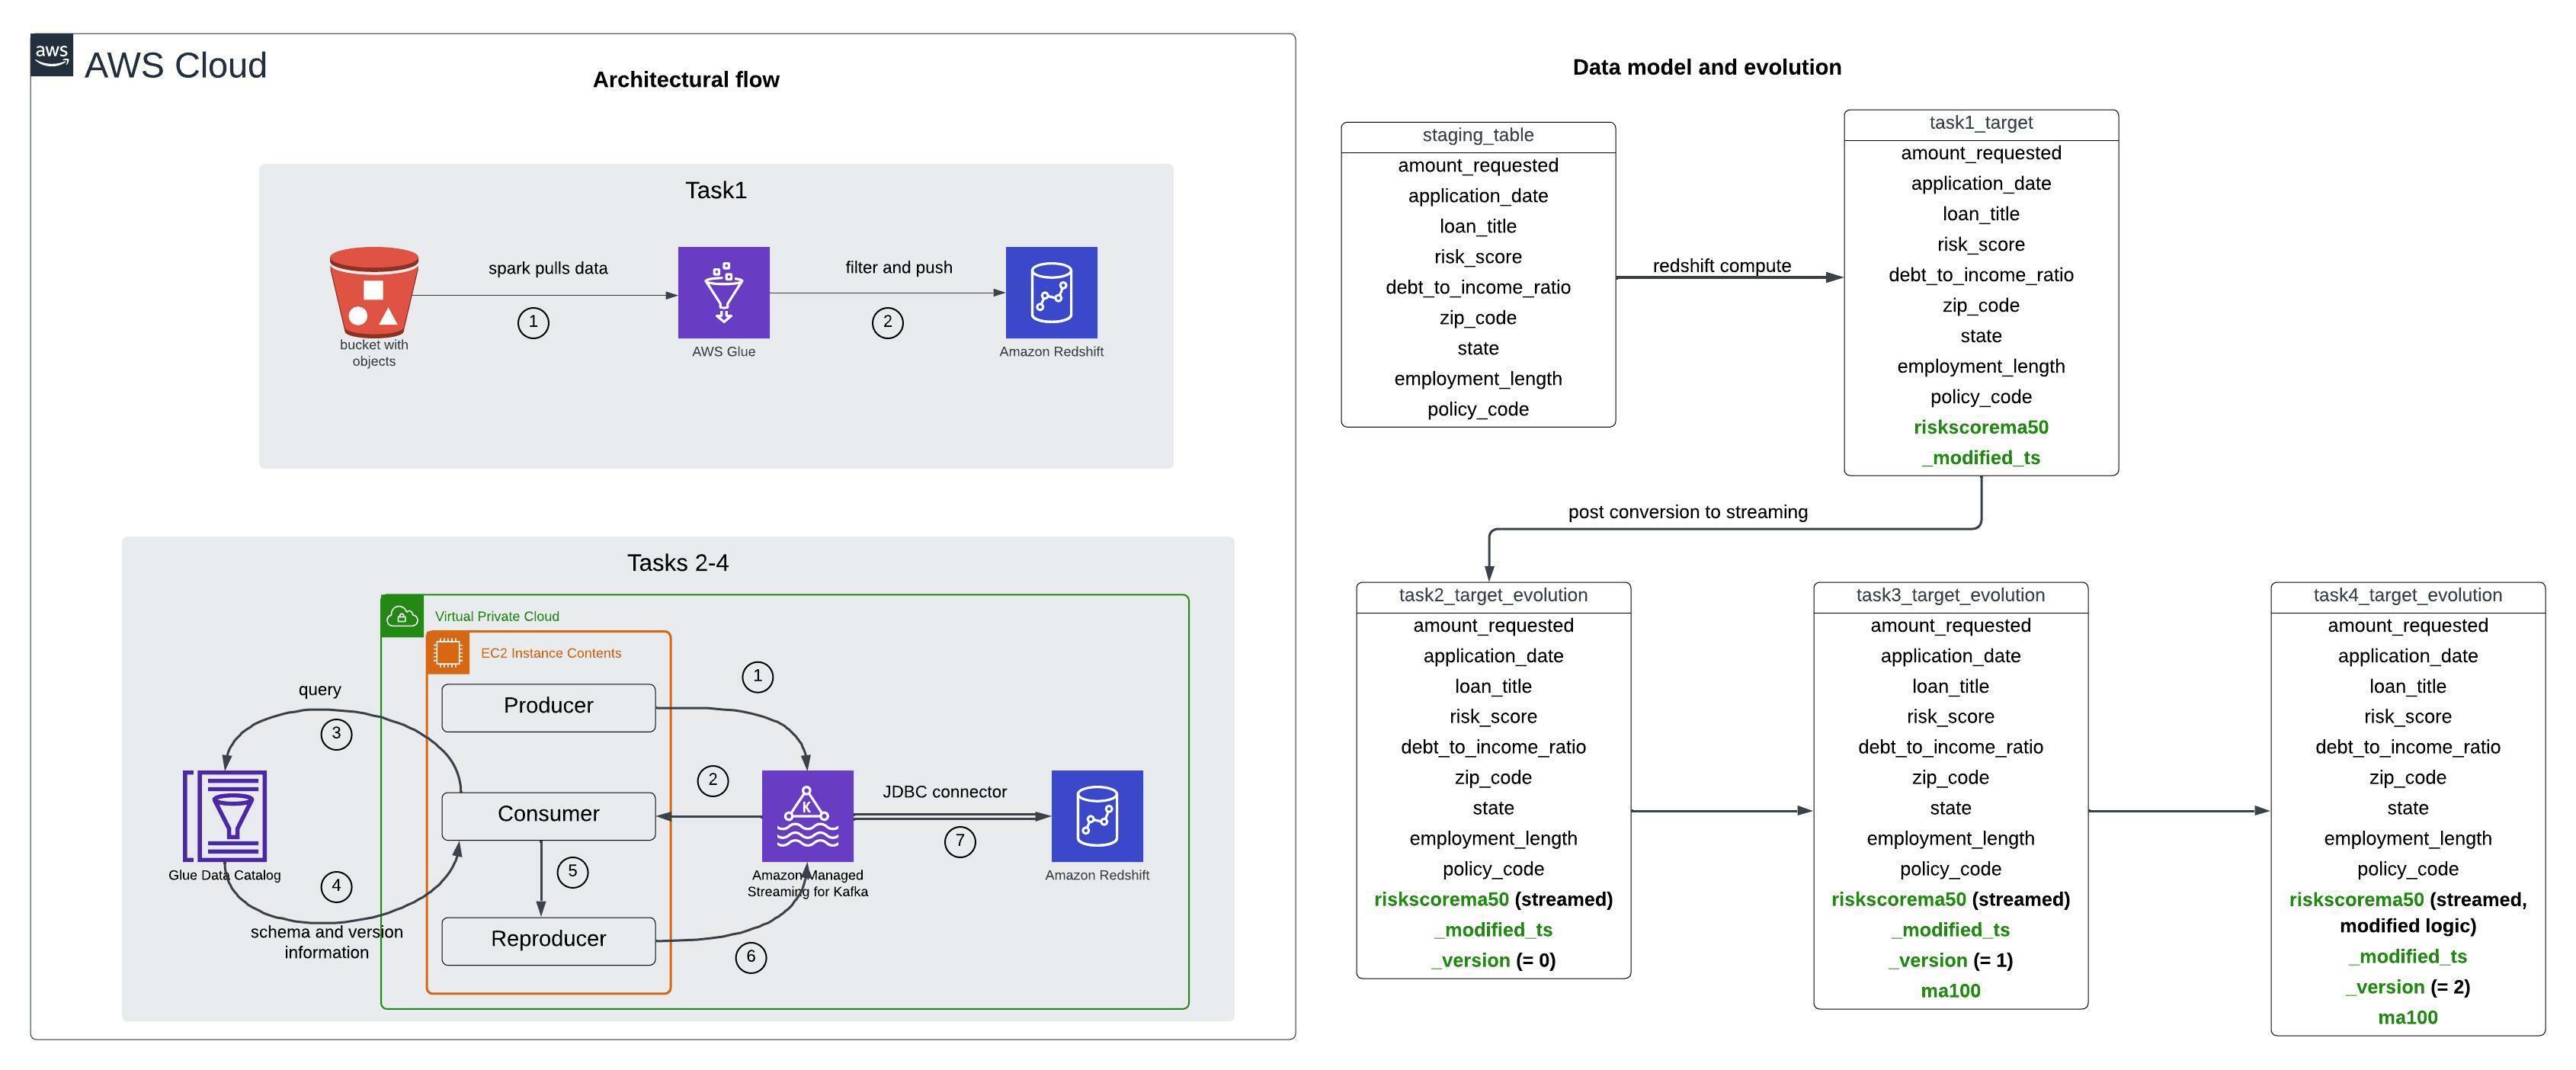 aws
AWS Cloud
Architectural flow
Task1
spark pulls data
filter and push
1
2
bucket with
objects
AWS Glue
Amazon Redshift
Tasks 2-4
Virtual Private Cloud
EC2 Instance Contents
Producer
1
query
3
2
Consumer
K
JDBC connector
7
5
Glue Data Catalog
4
Amazon Managed
Streaming for Kafka
Amazon Redshift
schema and version
information
Reproducer
6
Data model and evolution
staging_table
amount_requested
application_date
loan_title
risk_score
debt_to_income_ratio
zip_code
state
employment_length
policy_code
redshift compute
task1_target
amount_requested
application_date
loan_title
risk_score
debt_to_income_ratio
zip_code
state
employment_length
policy_code
riskscorema50
_modified_ts
post conversion to streaming
task2_target_evolution
amount_requested
application_date
loan_title
risk_score
debt_to_income_ratio
zip_code
state
employment_length
policy_code
riskscorema50 (streamed)
_modified_ts
_version (= 0)
task3_target_evolution
amount_requested
application_date
loan_title
risk_score
debt_to_income_ratio
zip_code
state
employment_length
policy_code
riskscorema50 (streamed)
_modified_ts
_version (= 1)
ma100
task4_target_evolution
amount_requested
application_date
loan_title
risk_score
debt_to_income_ratio
zip_code
state
employment_length
policy_code
riskscorema50 (streamed,
modified logic)
_modified_ts
_version (= 2)
ma100